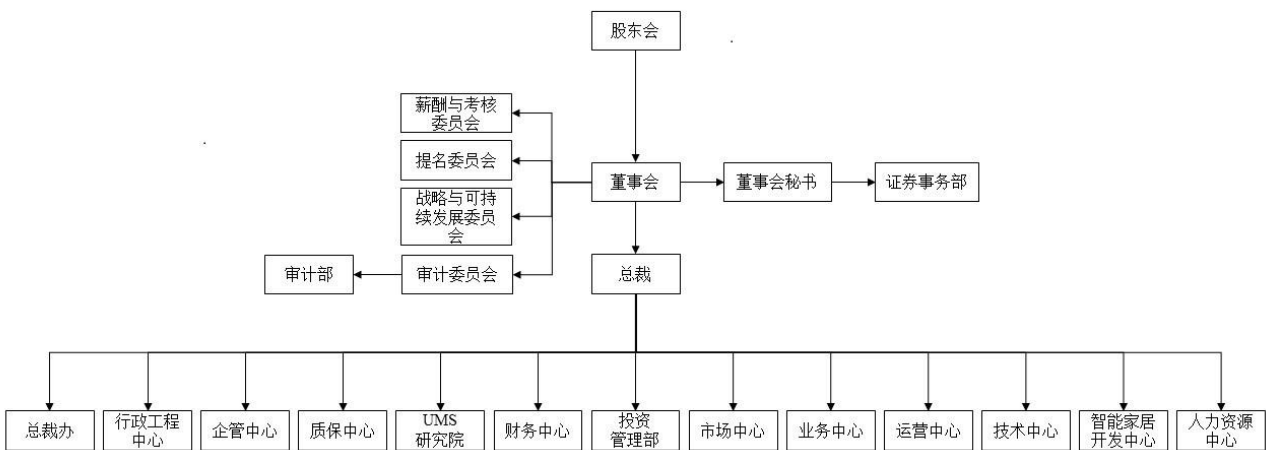 股东会
薪酬与考核
委员会
提名委员会
董事会
董事会秘书
证券事务部
战略与可持
续发展委员
会
审计部
审计委员会
总裁
总裁办
行政工程
中心
企管中心
质保中心
UMS
研究院
财务中心
投资
管理部
市场中心
业务中心
运营中心
技术中心
智能家居
开发中心
人力资源
中心